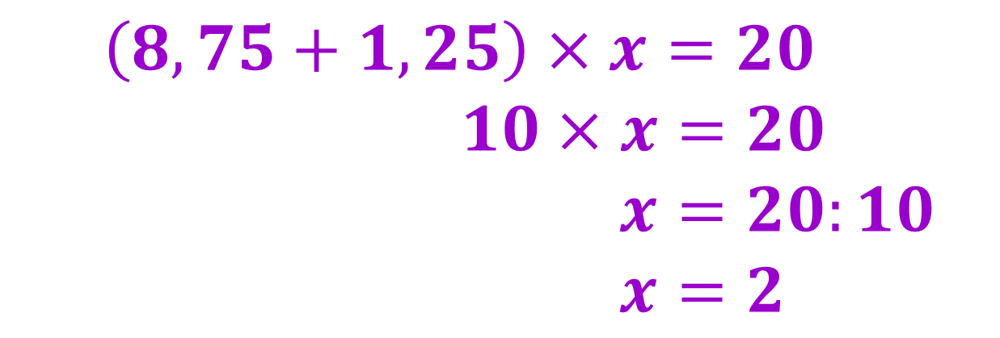 (8,75 + 1,25) × x = 20
10 × x = 20
x = 20: 10
x = 2